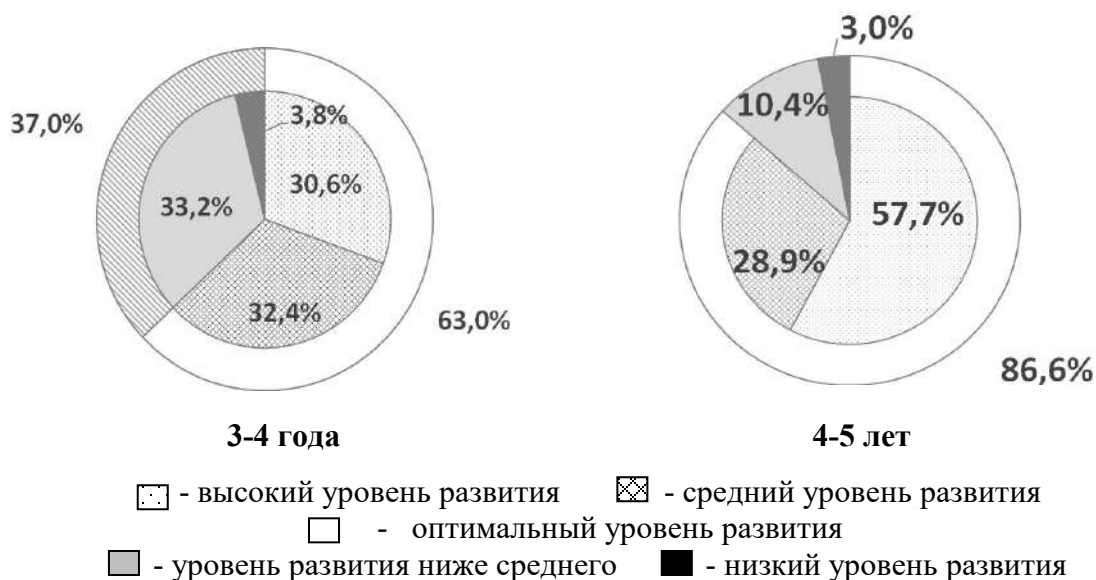 3,0%
10,4%
37,0%
3,8%
30,6%
33,2%
57,7%
28,9%
32,4%
63,0%
86,6%
3-4 года
4-5 лет
- высокий уровень развития - средний уровень развития
- оптимальный уровень развития
- уровень развития ниже среднего - низкий уровень развития